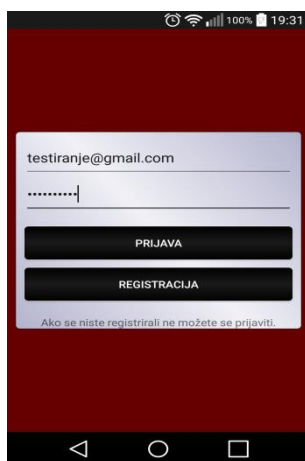 100% 19:31
testiranje@gmail.com
••••••••••
PRIJAVA
REGISTRACIJA
Ako se niste registrirali ne možete se prijaviti.